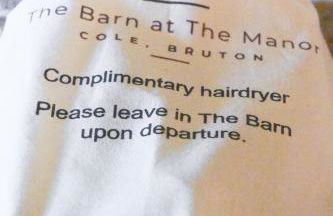 The Barn at The Manor
COLE, BRUTON
Complimentary hairdryer
Please leave in The Barn
upon departure.